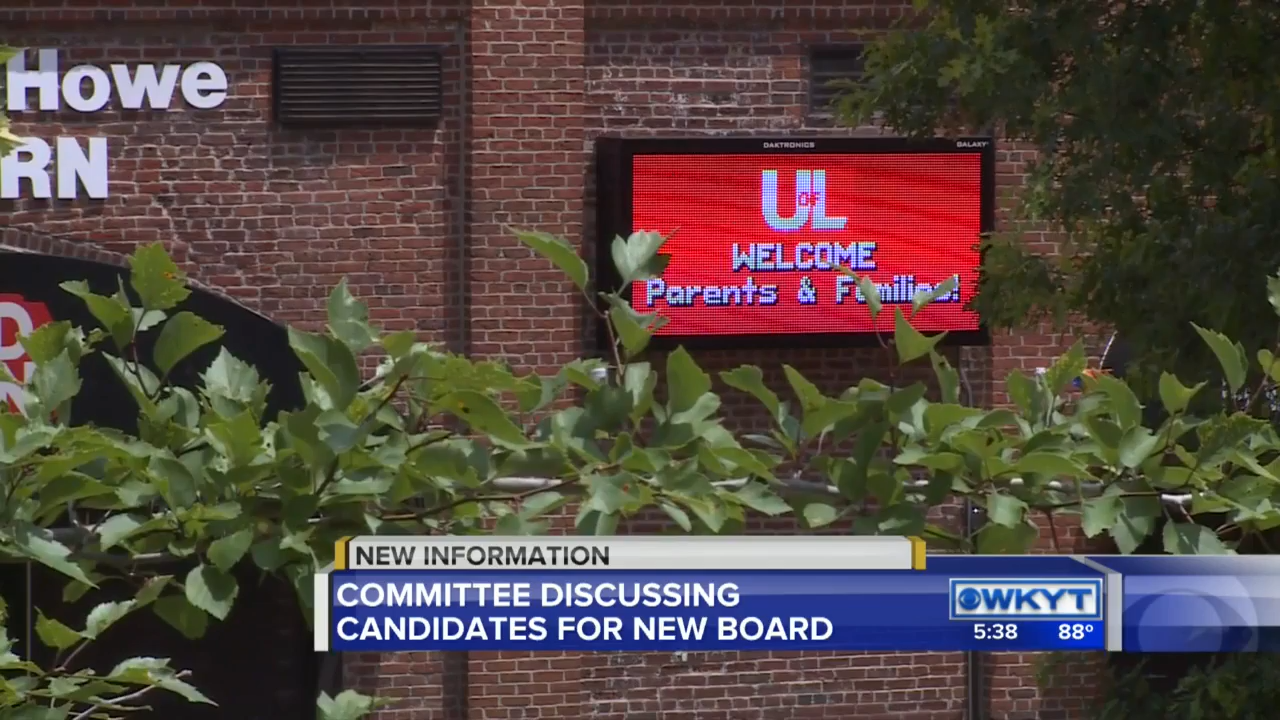 Howe
RN
DAKTRONICS
GALAXY
U OF L
WELCOME
Parents & Families!
D
NEW INFORMATION
COMMITTEE DISCUSSING
CANDIDATES FOR NEW BOARD
WKYT
5:38 88°